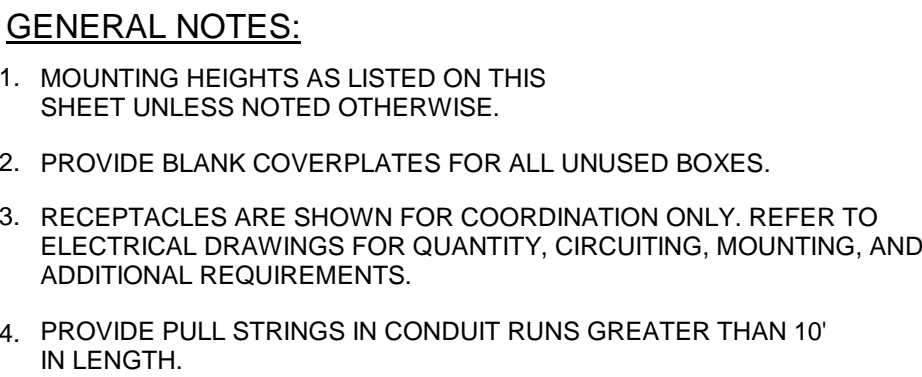 GENERAL NOTES:
1. MOUNTING HEIGHTS AS LISTED ON THIS
SHEET UNLESS NOTED OTHERWISE.
2. PROVIDE BLANK COVERPLATES FOR ALL UNUSED BOXES.
3. RECEPTACLES ARE SHOWN FOR COORDINATION ONLY. REFER TO
ELECTRICAL DRAWINGS FOR QUANTITY, CIRCUITING, MOUNTING, AND
ADDITIONAL REQUIREMENTS.
4. PROVIDE PULL STRINGS IN CONDUIT RUNS GREATER THAN 10'
IN LENGTH.